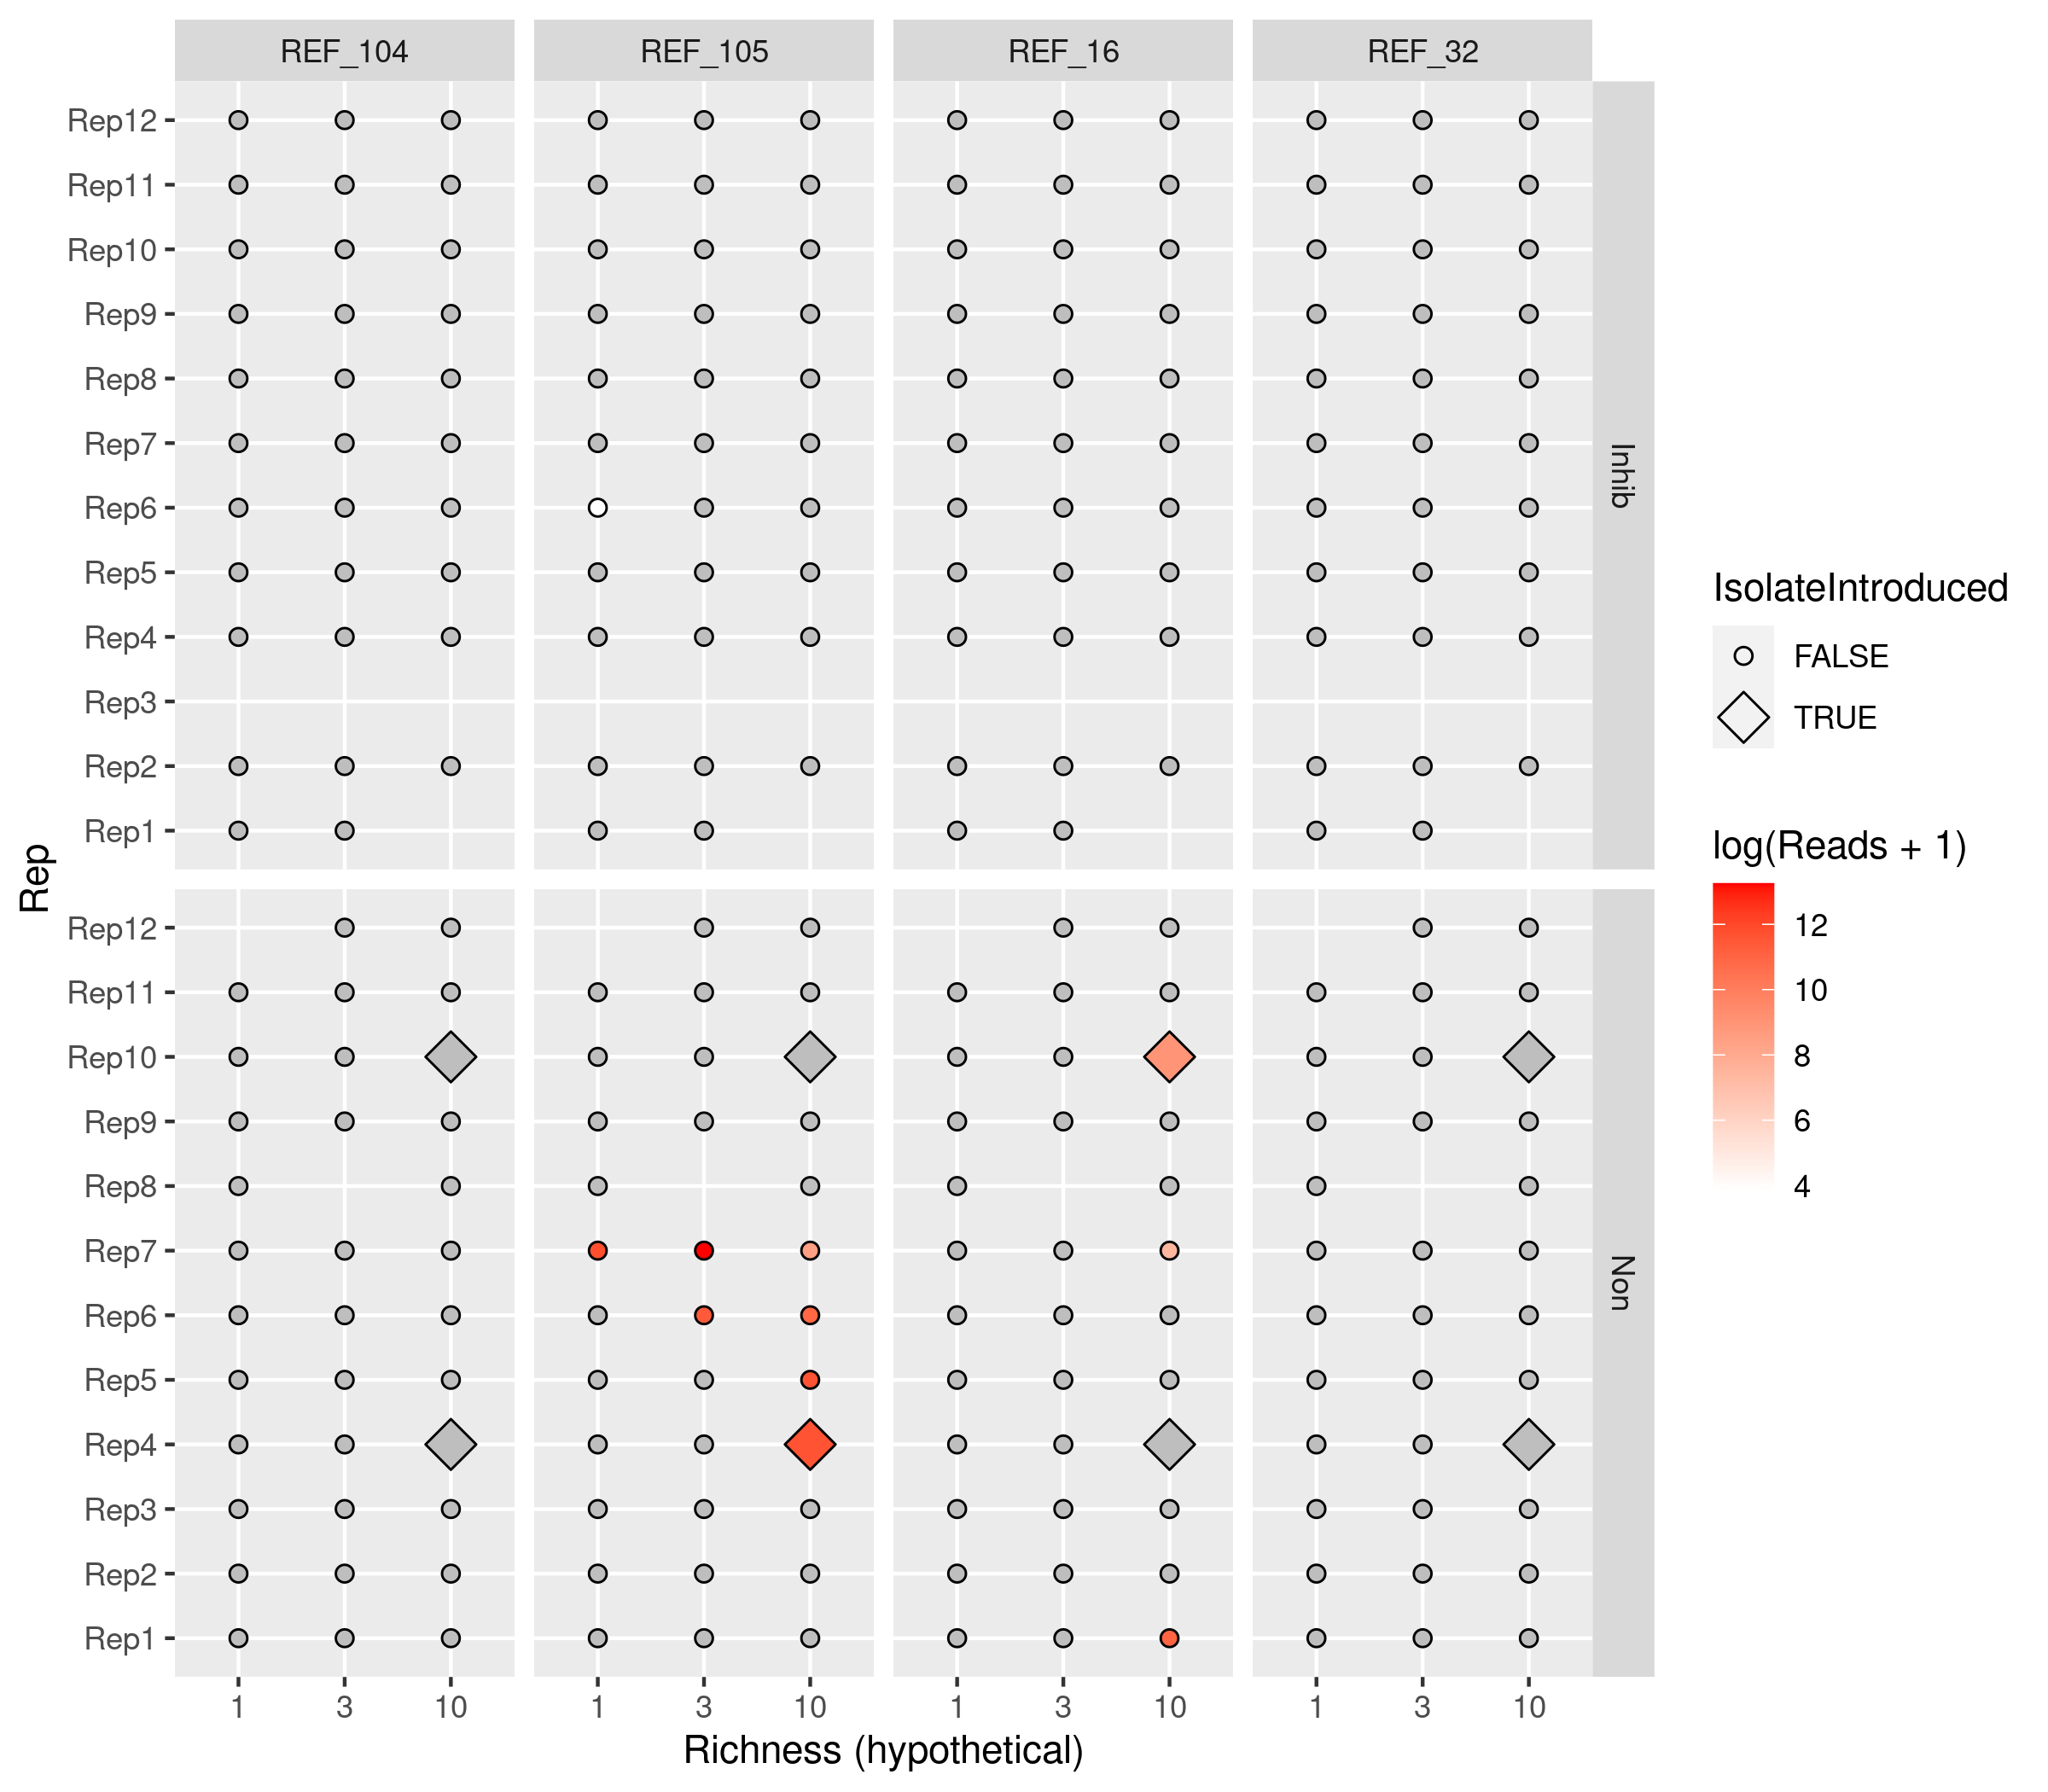 REF_104 REF_105 REF_16 REF_32
Rep12
Rep11
Rep10
Rep9
Rep8
Rep7
Rep6
Rep5
Rep4
Rep3
Rep2
Rep1
Inhib
Rep
Rep12
Rep11
Rep10
Rep9
Rep8
Rep7
Rep6
Rep5
Rep4
Rep3
Rep2
Rep1
Non
1 3 10 1 3 10 1 3 10 1 3 10
Richness (hypothetical)
IsolateIntroduced
FALSE
TRUE
log(Reads + 1)
12
10
8
6
4